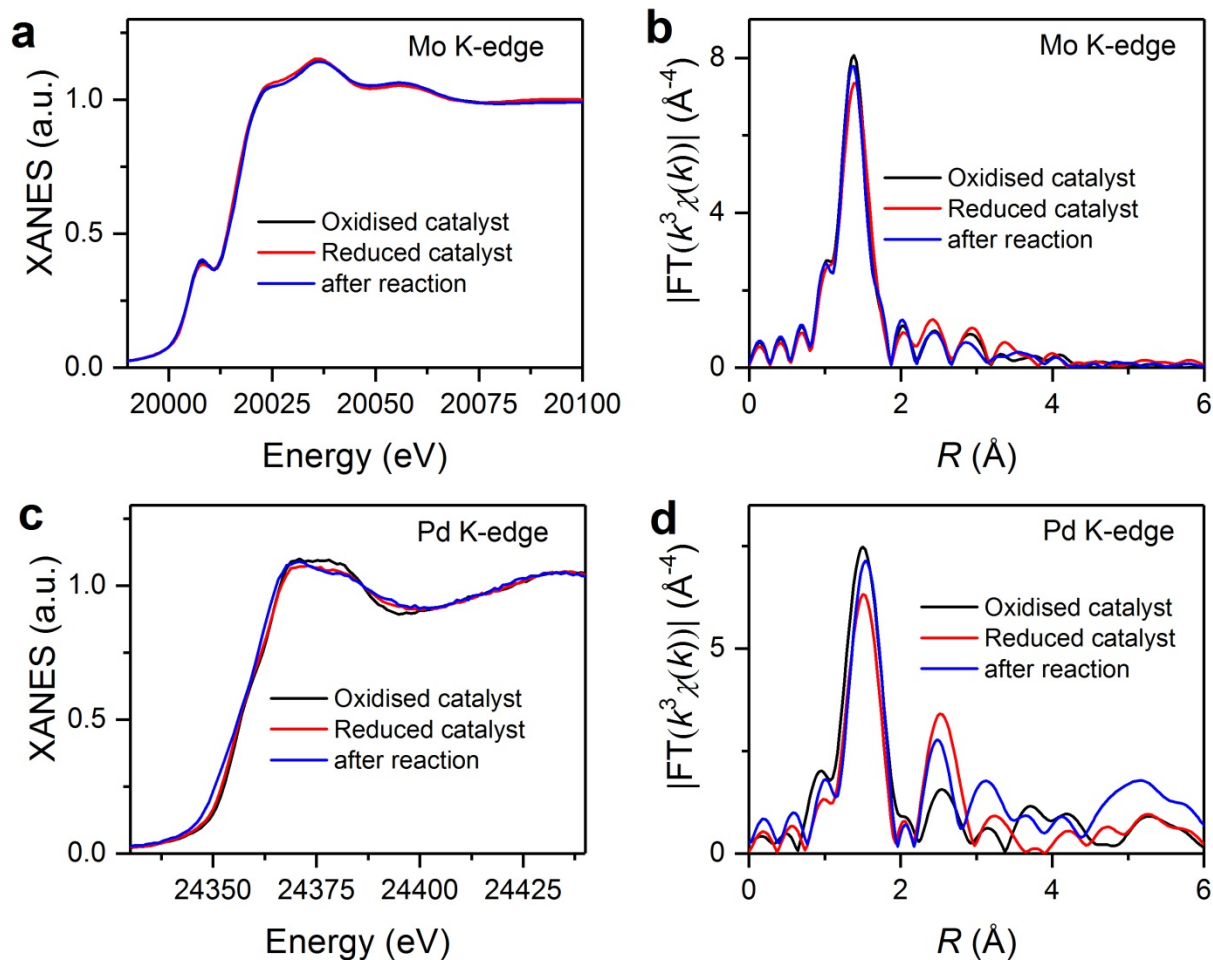 a
Mo K-edge
XANES (a.u.)
1.0
0.5
0.0
Oxidised catalyst
Reduced catalyst
after reaction
20000 20025 20050 20075 20100
Energy (eV)
b
Mo K-edge
|FT(k³χ(k))| (Å⁻⁴)
8
4
0
Oxidised catalyst
Reduced catalyst
after reaction
0 2 4 6
R (Å)
c
Pd K-edge
XANES (a.u.)
1.0
0.5
0.0
Oxidised catalyst
Reduced catalyst
after reaction
24350 24375 24400 24425
Energy (eV)
d
Pd K-edge
|FT(k³χ(k))| (Å⁻⁴)
5
0
Oxidised catalyst
Reduced catalyst
after reaction
0 2 4 6
R (Å)